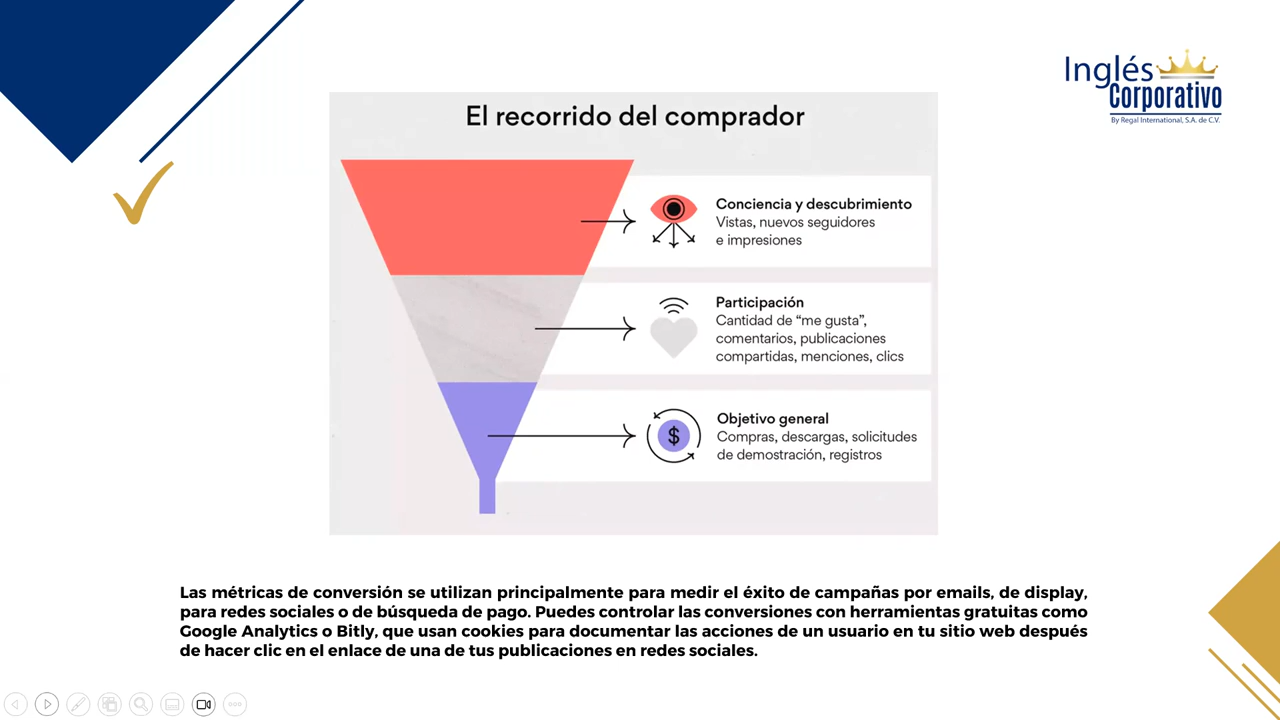 Inglés
Corporativo
By Regal International, S.A. de C.V.
El recorrido del comprador
Conciencia y descubrimiento
Vistas, nuevos seguidores
e impresiones
Participación
Cantidad de “me gusta”,
comentarios, publicaciones
compartidas, menciones, clics
$
Objetivo general
Compras, descargas, solicitudes
de demostración, registros
Las métricas de conversión se utilizan principalmente para medir el éxito de campañas por emails, de display,
para redes sociales o de búsqueda de pago. Puedes controlar las conversiones con herramientas gratuitas como
Google Analytics o Bitly, que usan cookies para documentar las acciones de un usuario en tu sitio web después
de hacer clic en el enlace de una de tus publicaciones en redes sociales.